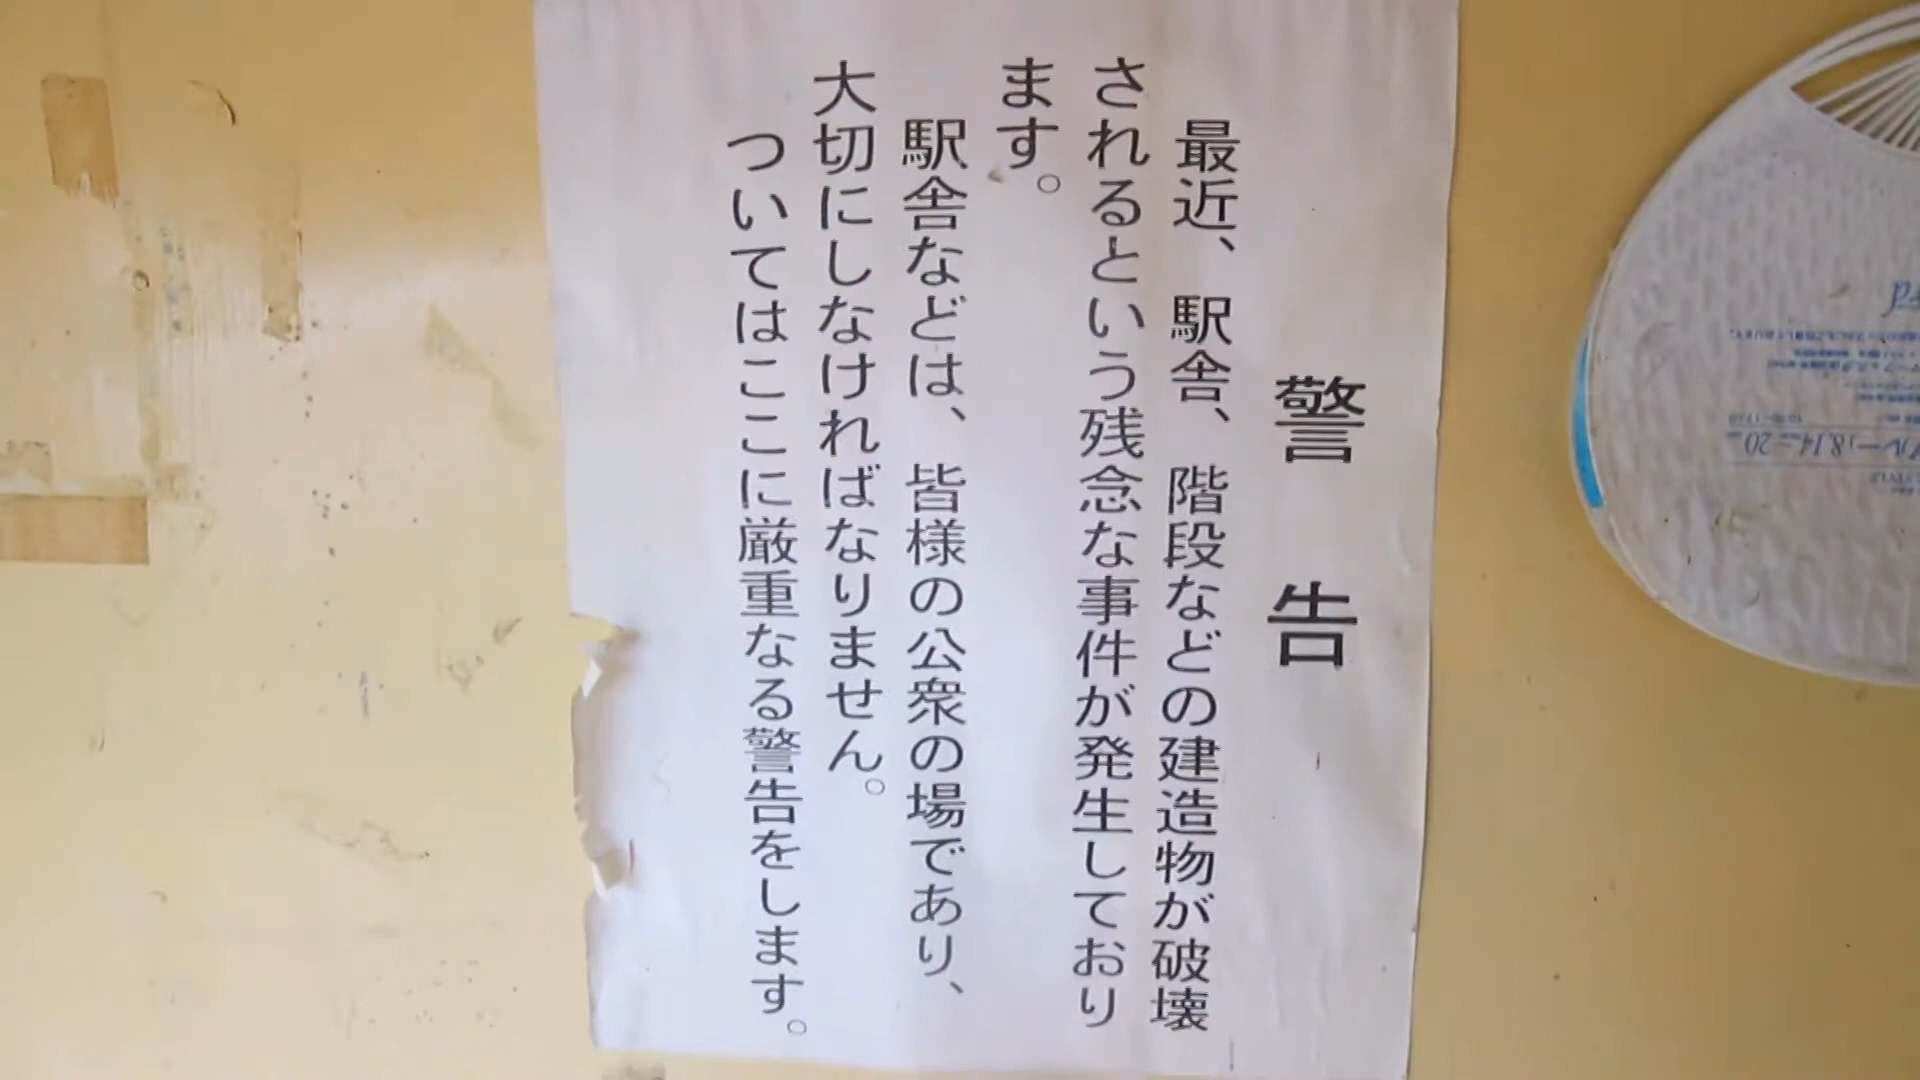 警告
最近、駅舎、階段などの建造物が破壊
されるという残念な事件が発生しており
ます。
駅舎などは、皆様の公衆の場であり、
大切にしなければなりません。
ついてはここに厳重なる警告をします。